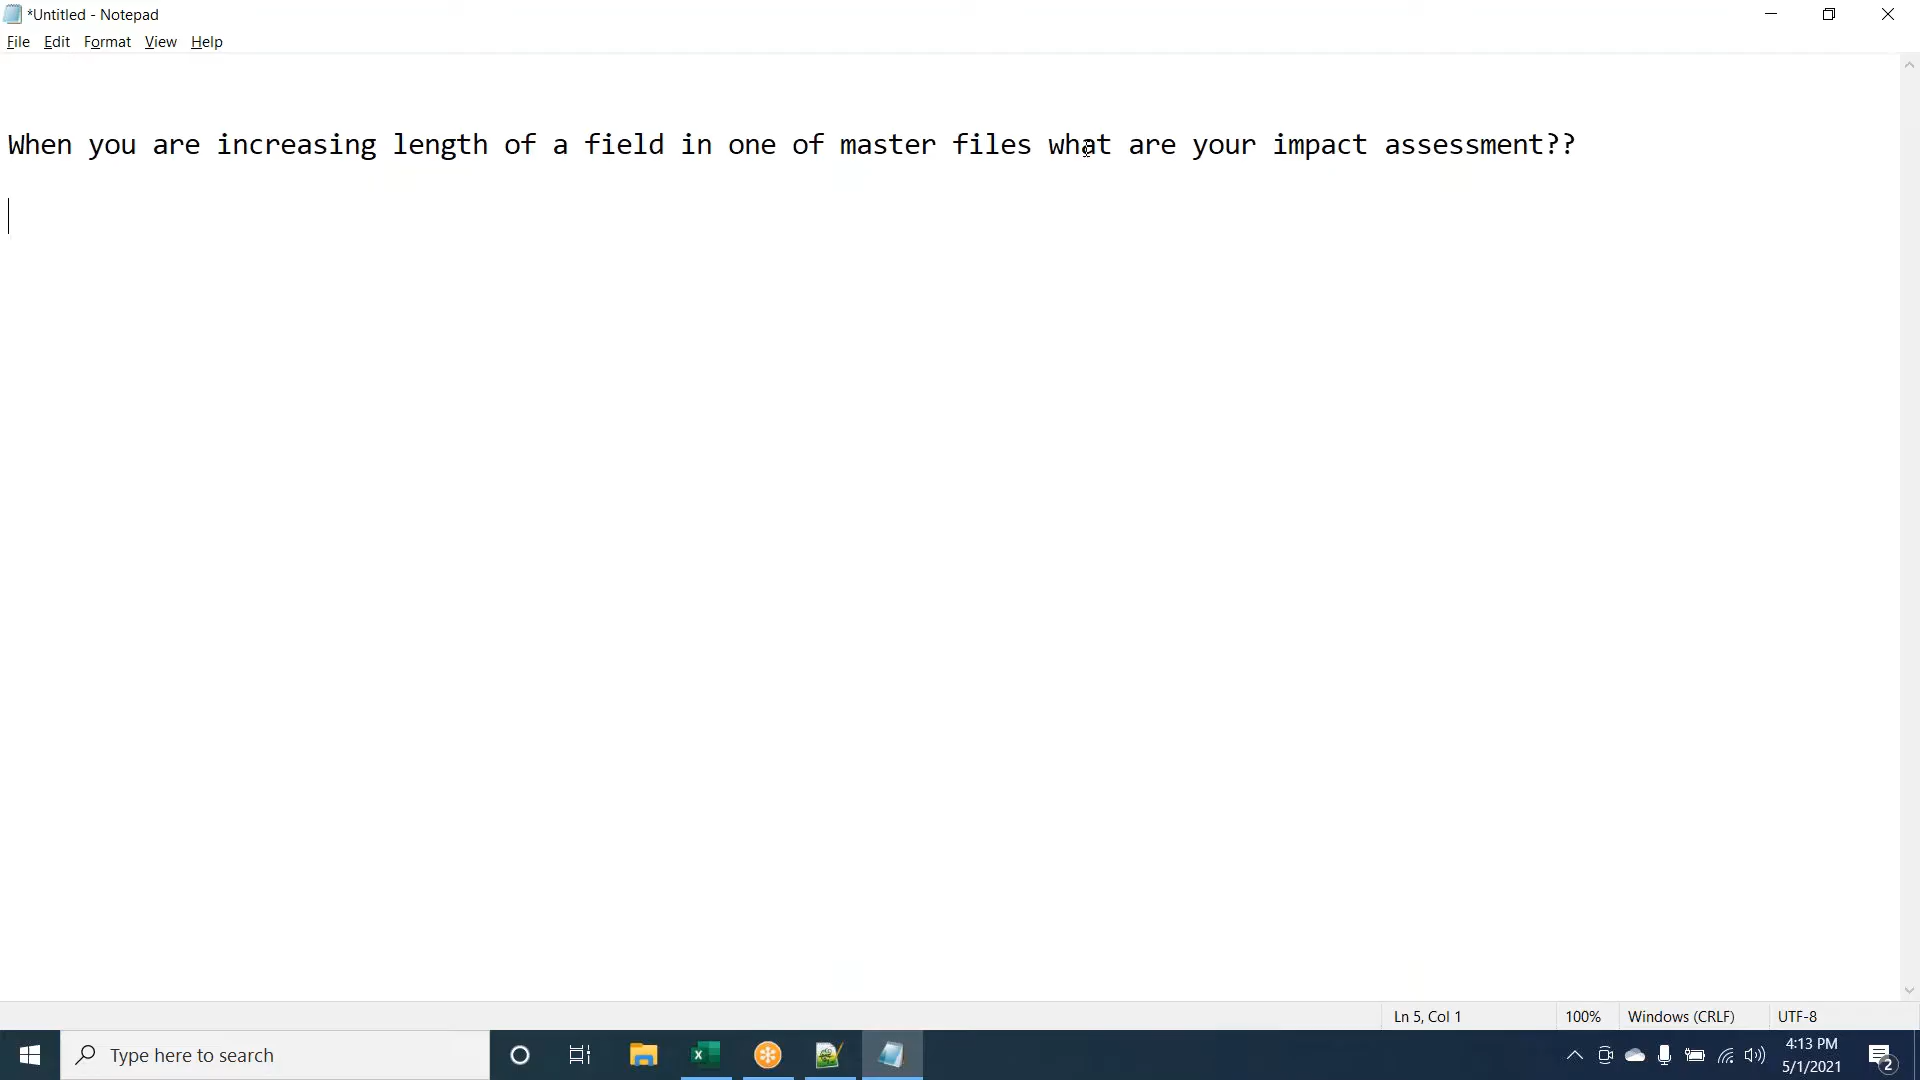 *Untitled - Notepad
File Edit Format View Help
When you are increasing length of a field in one of master files what are your impact assessment??
Ln 5, Col 1 100% Windows (CRLF) UTF-8
Type here to search
4:13 PM
5/1/2021
2